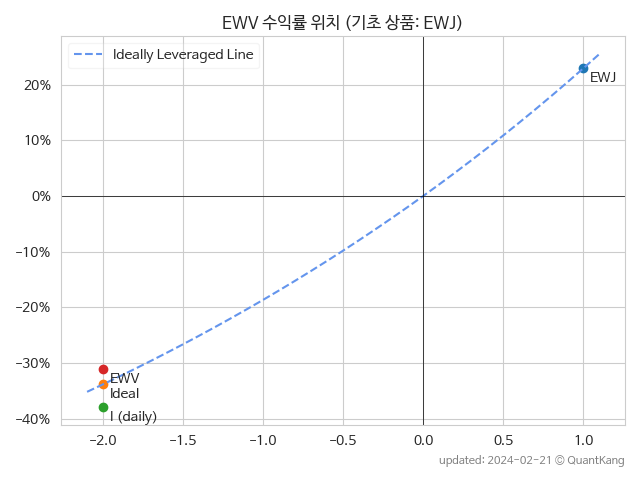 EWV 수익률 위치 (기초 상품: EWJ)
Ideally Leveraged Line
EWJ
20%
10%
0%
−10%
−20%
−30%
−40%
EWV
Ideal
I (daily)
−2.0 −1.5 −1.0 −0.5 0.0 0.5 1.0
updated: 2024-02-21 © QuantKang